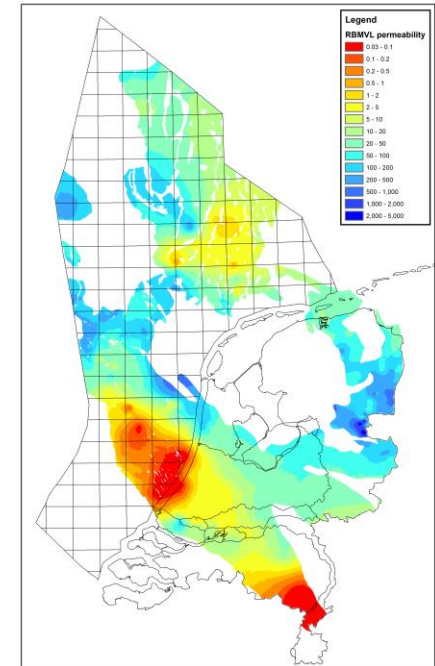 Legend
RBMVL permeability
0.03 - 0.1
0.1 - 0.2
0.2 - 0.5
0.5 - 1
1 - 2
2 - 5
5 - 10
10 - 20
20 - 50
50 - 100
100 - 200
200 - 500
500 - 1,000
1,000 - 2,000
2,000 - 5,000